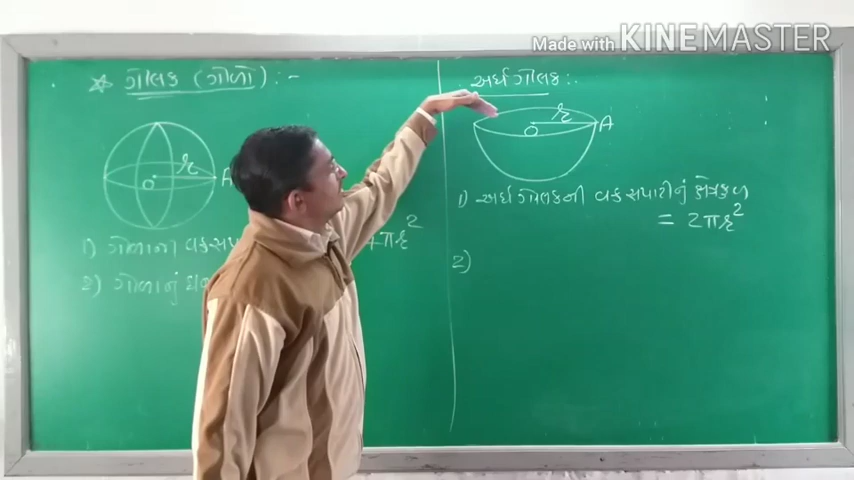 Made with KINEMASTER
* ગોલક (ગોળો) :-
r
O
A
1) ગોળાના વક્રસપા
4πr²
2) ગોળાનું ઘ
અર્ધગોલક:-
r
O
A
1) અર્ધગોલકની વક્રસપાટીનું ક્ષેત્રફળ
= 2πr²
2)